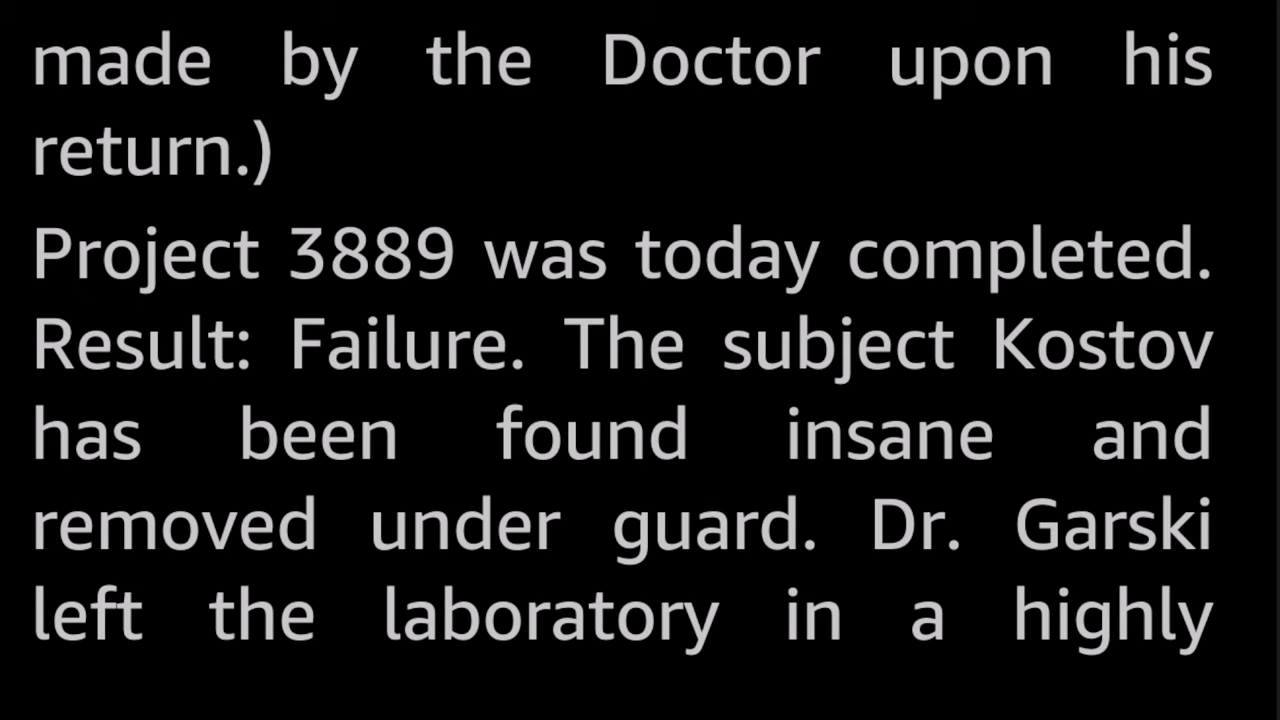 made by the Doctor upon his
return.)
Project 3889 was today completed.
Result: Failure. The subject Kostov
has been found insane and
removed under guard. Dr. Garski
left the laboratory in a highly